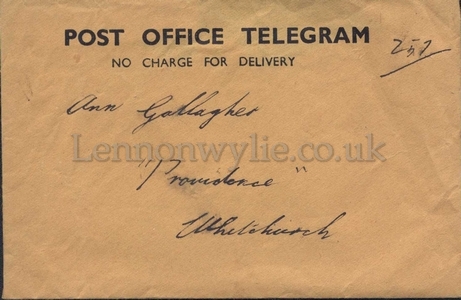 POST OFFICE TELEGRAM
NO CHARGE FOR DELIVERY
257
Ann Gallagher
Lennonwylie.co.uk
"Providence"
Whitchurch